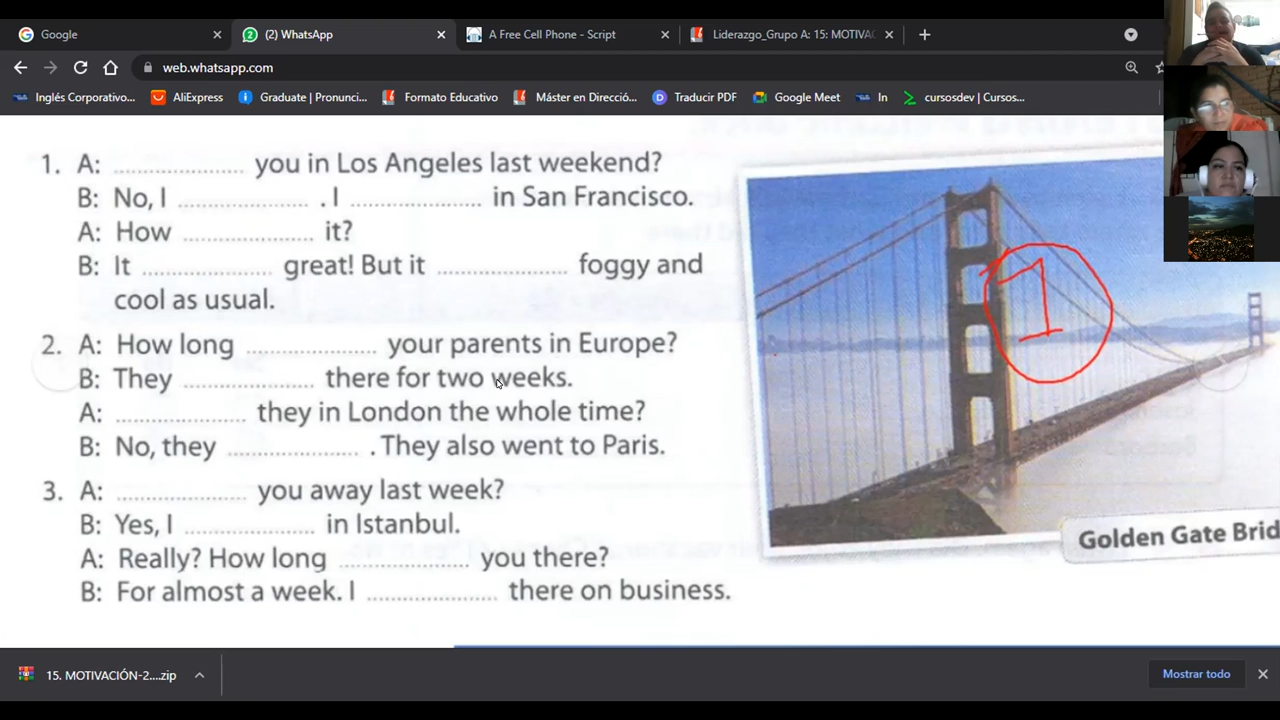 Google
(2) WhatsApp
A Free Cell Phone - Script
Liderazgo_Grupo A: 15: MOTIVAC
web.whatsapp.com
Inglés Corporativo...
AliExpress
Graduate | Pronunci...
Formato Educativo
Máster en Direcció...
Traducir PDF
Google Meet
In
cursosdev | Cursos...
1. A: .................... you in Los Angeles last weekend?
B: No, I .................... . I .................... in San Francisco.
A: How .................... it?
B: It .................... great! But it .................... foggy and
cool as usual.
2. A: How long .................... your parents in Europe?
B: They .................... there for two weeks.
A: .................... they in London the whole time?
B: No, they .................... . They also went to Paris.
3. A: .................... you away last week?
B: Yes, I .................... in Istanbul.
A: Really? How long .................... you there?
B: For almost a week. I .................... there on business.
1
Golden Gate Brid
15. MOTIVACIÓN-2....zip
Mostrar todo